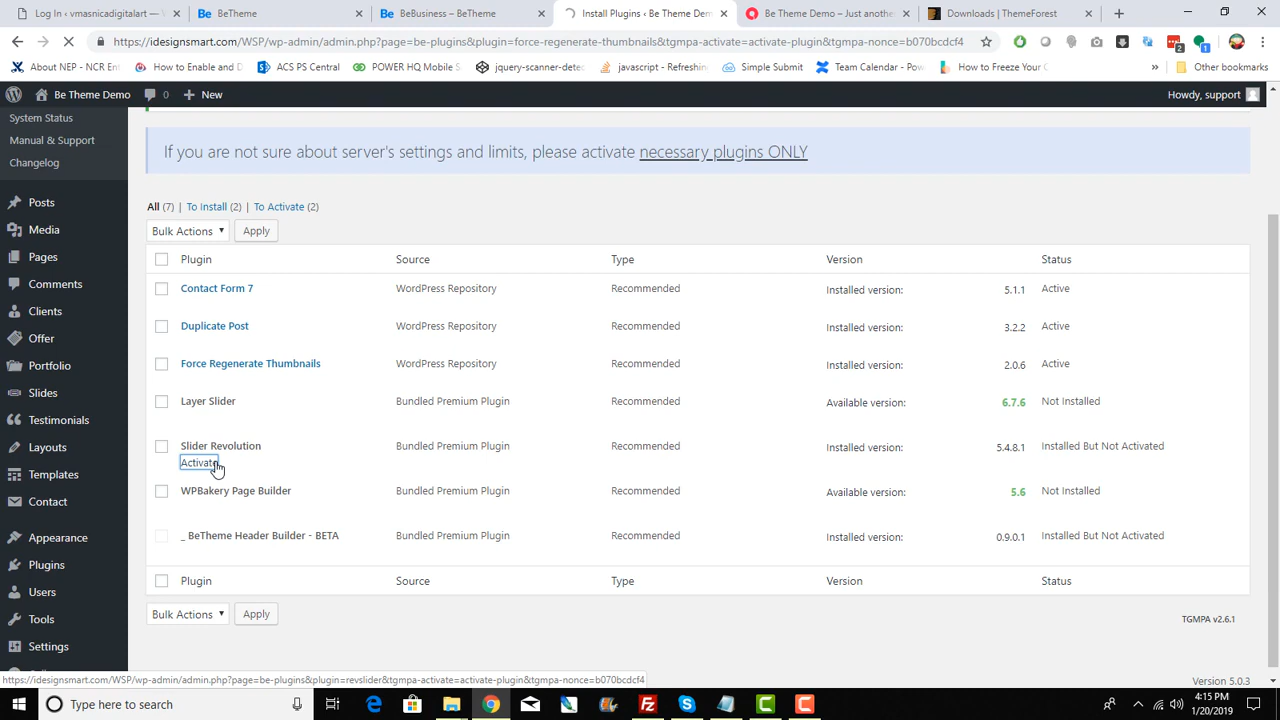 Log In ‹ vmasnicadigitalart — W
BeTheme
BeBusiness – BeTheme
Install Plugins ‹ Be Theme Dem
Be Theme Demo – Just anothe
Downloads | ThemeForest
https://idesignsmart.com/WSP/wp-admin/admin.php?page=be-plugins&plugin=force-regenerate-thumbnails&tgmpa-activate=activate-plugin&tgmpa-nonce=b070bcdcf4
About NEP - NCR Ent
How to Enable and D
ACS PS Central
POWER HQ Mobile S
jquery-scanner-detec
javascript - Refreshing
Simple Submit
Team Calendar - Pow
How to Freeze Your C
»
Other bookmarks
Be Theme Demo
0
New
Howdy, support
System Status
Manual & Support
Changelog
Posts
Media
Pages
Comments
Clients
Offer
Portfolio
Slides
Testimonials
Layouts
Templates
Contact
Appearance
Plugins
Users
Tools
Settings
If you are not sure about server's settings and limits, please activate necessary plugins ONLY
All (7) | To Install (2) | To Activate (2)
Bulk Actions
Apply
Plugin Source Type Version Status
Contact Form 7 WordPress Repository Recommended Installed version: 5.1.1 Active
Duplicate Post WordPress Repository Recommended Installed version: 3.2.2 Active
Force Regenerate Thumbnails WordPress Repository Recommended Installed version: 2.0.6 Active
Layer Slider Bundled Premium Plugin Recommended Available version: 6.7.6 Not Installed
Slider Revolution Bundled Premium Plugin Recommended Installed version: 5.4.8.1 Installed But Not Activated
Activate
WPBakery Page Builder Bundled Premium Plugin Recommended Available version: 5.6 Not Installed
_ BeTheme Header Builder - BETA Bundled Premium Plugin Recommended Installed version: 0.9.0.1 Installed But Not Activated
Plugin Source Type Version Status
Bulk Actions
Apply
TGMPA v2.6.1
https://idesignsmart.com/WSP/wp-admin/admin.php?page=be-plugins&plugin=revslider&tgmpa-activate=activate-plugin&tgmpa-nonce=b070bcdcf4
Version 5.0.3
Type here to search
4:15 PM
1/20/2019